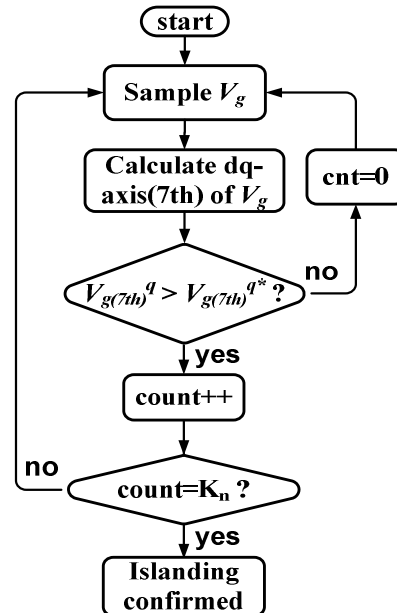 start
Sample V_g
Calculate dq-
axis(7th) of V_g
cnt=0
V_g(7th)^q > V_g(7th)^q* ?
no
yes
count++
no
count=K_n ?
yes
Islanding
confirmed